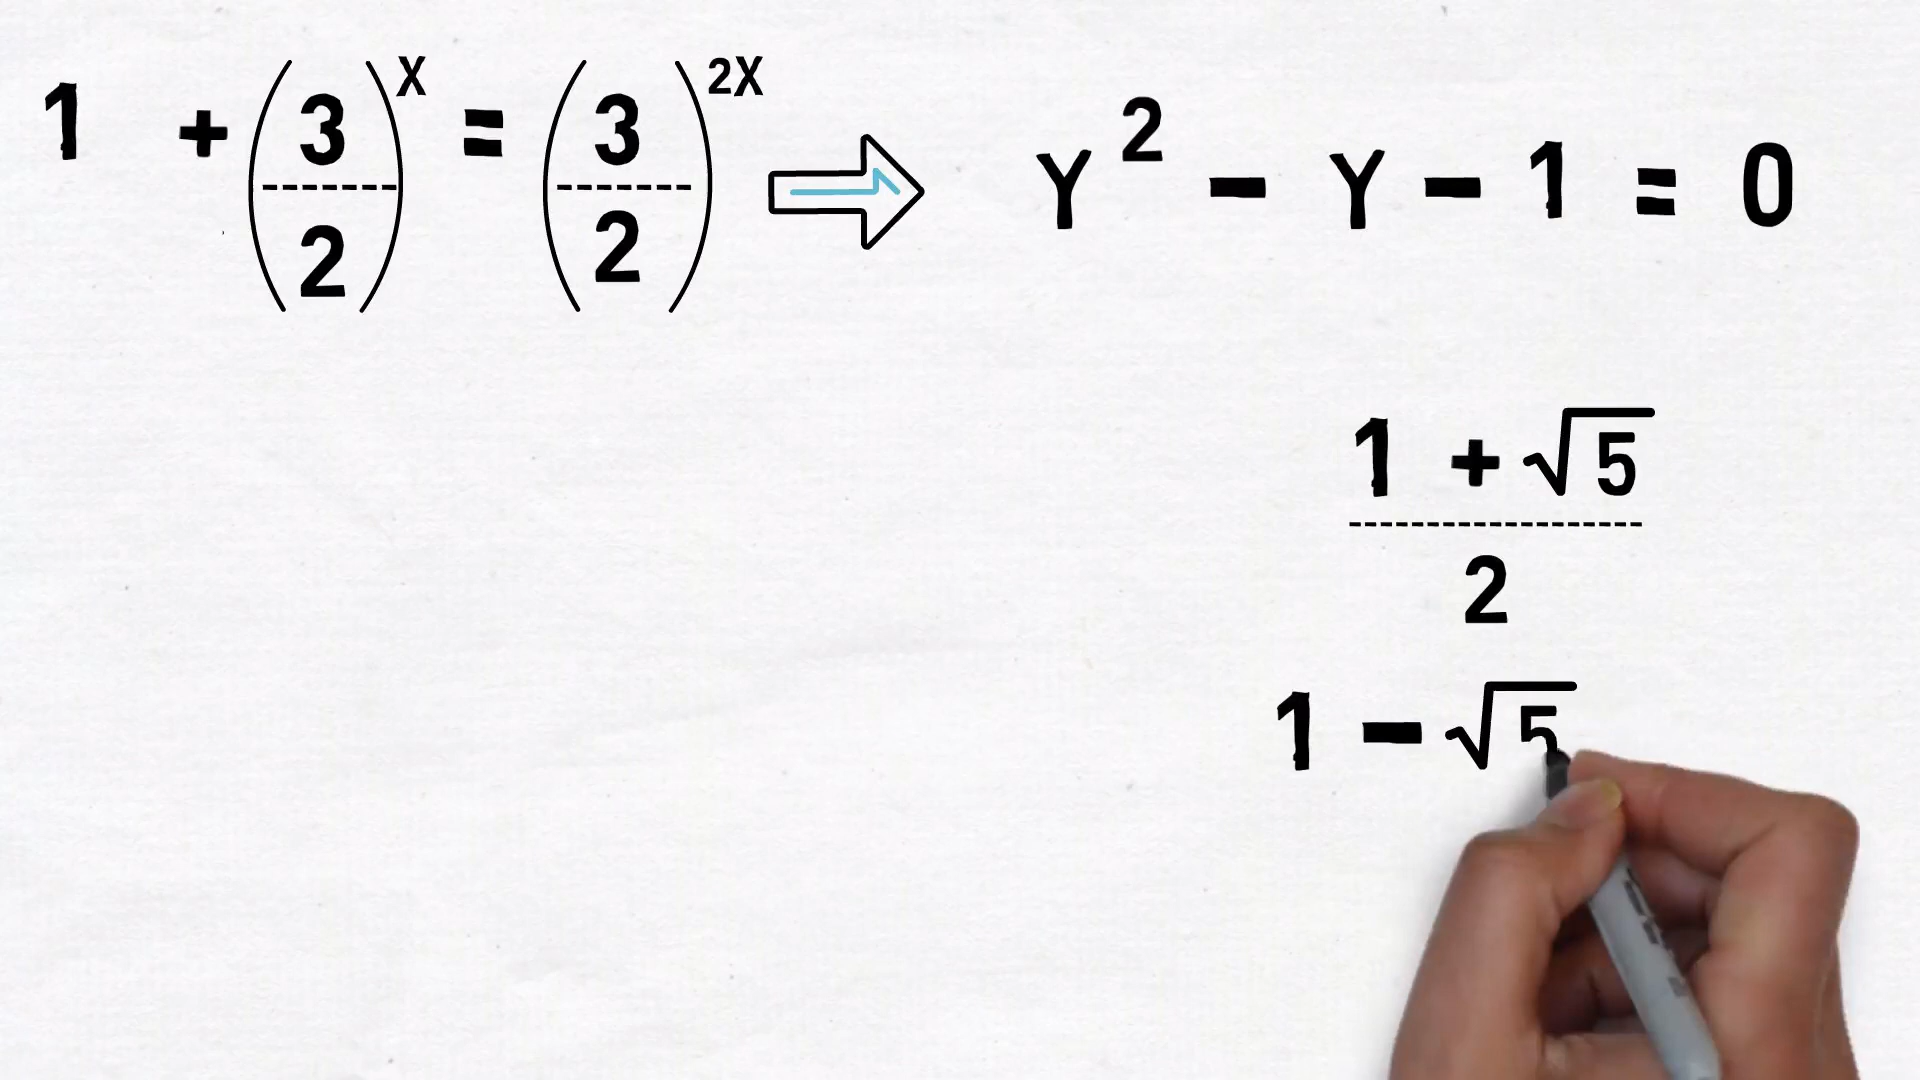 1 + (3/2)^X = (3/2)^2X ⇒ Y^2 - Y - 1 = 0
1 + √5
2
1 - √5